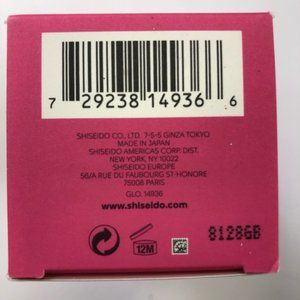 7 29238 14936 6
SHISEIDO CO., LTD. 7-5-5 GINZA TOKYO
MADE IN JAPAN
SHISEIDO AMERICAS CORP. DIST.
NEW YORK, NY 10022
SHISEIDO EUROPE
56/A RUE DU FAUBOURG ST-HONORE
75008 PARIS
GLO. 14936
www.shiseido.com
12M
8128GB